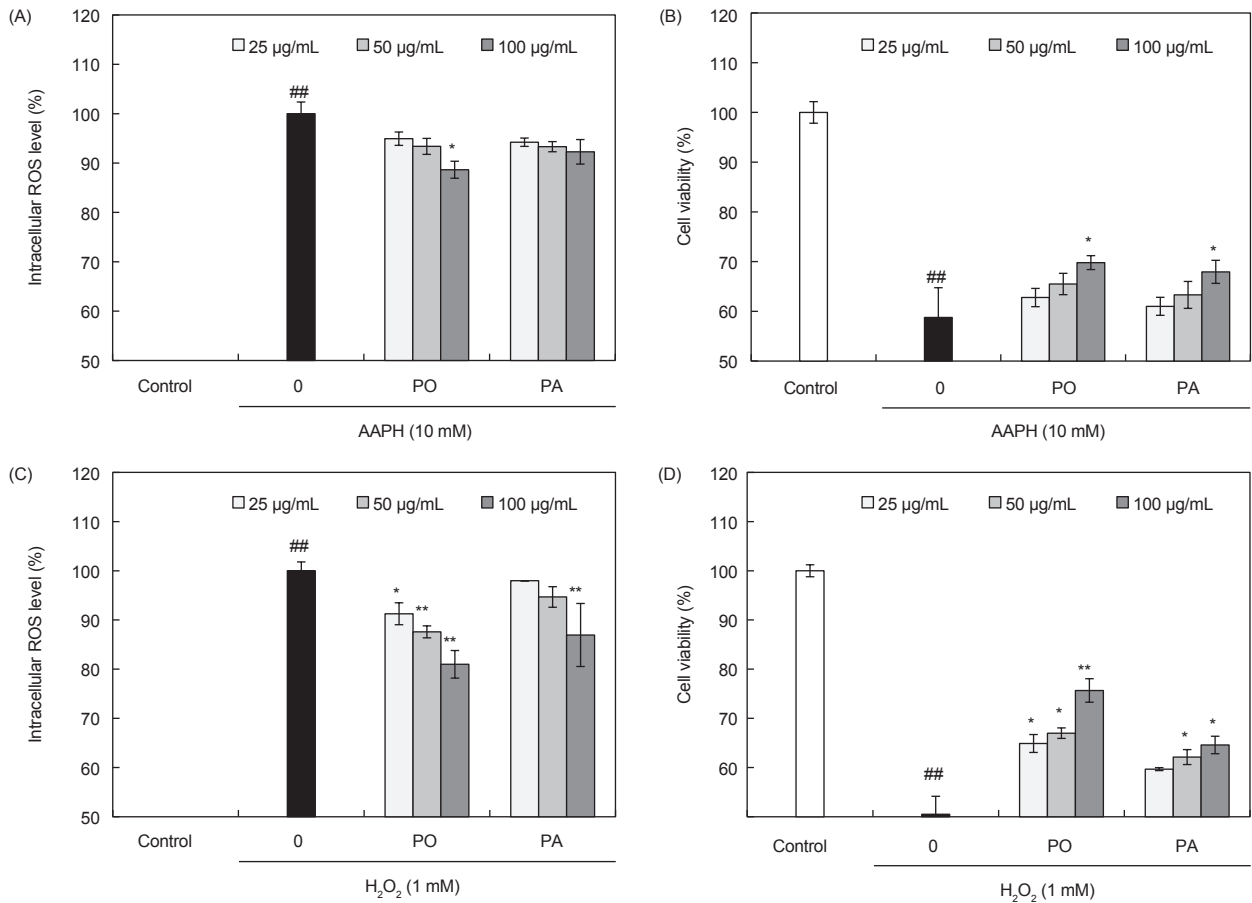 (A)
120
110
100
90
80
70
60
50
Intracellular ROS level (%)
25 µg/mL 50 µg/mL 100 µg/mL
##
*
Control 0 PO PA
AAPH (10 mM)
(B)
120
110
100
90
80
70
60
50
Cell viability (%)
25 µg/mL 50 µg/mL 100 µg/mL
##
*
*
Control 0 PO PA
AAPH (10 mM)
(C)
120
110
100
90
80
70
60
50
Intracellular ROS level (%)
25 µg/mL 50 µg/mL 100 µg/mL
##
*
**
**
**
Control 0 PO PA
H₂O₂ (1 mM)
(D)
120
110
100
90
80
70
60
Cell viability (%)
25 µg/mL 50 µg/mL 100 µg/mL
##
*
*
**
*
*
Control 0 PO PA
H₂O₂ (1 mM)